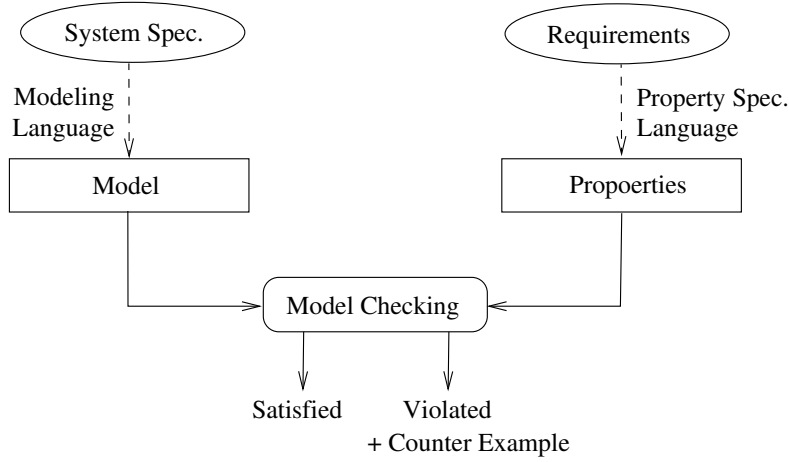 System Spec.
Requirements
Modeling
Language
Property Spec.
Language
Model
Propoerties
Model Checking
Satisfied
Violated
+ Counter Example